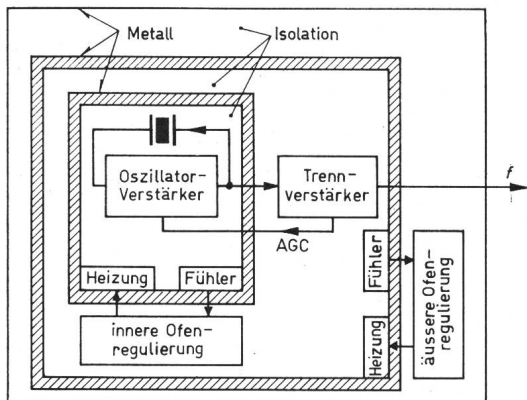 Metall
Isolation
Oszillator-
Verstärker
Trenn-
verstärker
f
AGC
Heizung
Fühler
innere Ofen-
regulierung
Fühler
Heizung
äussere Ofen-
regulierung